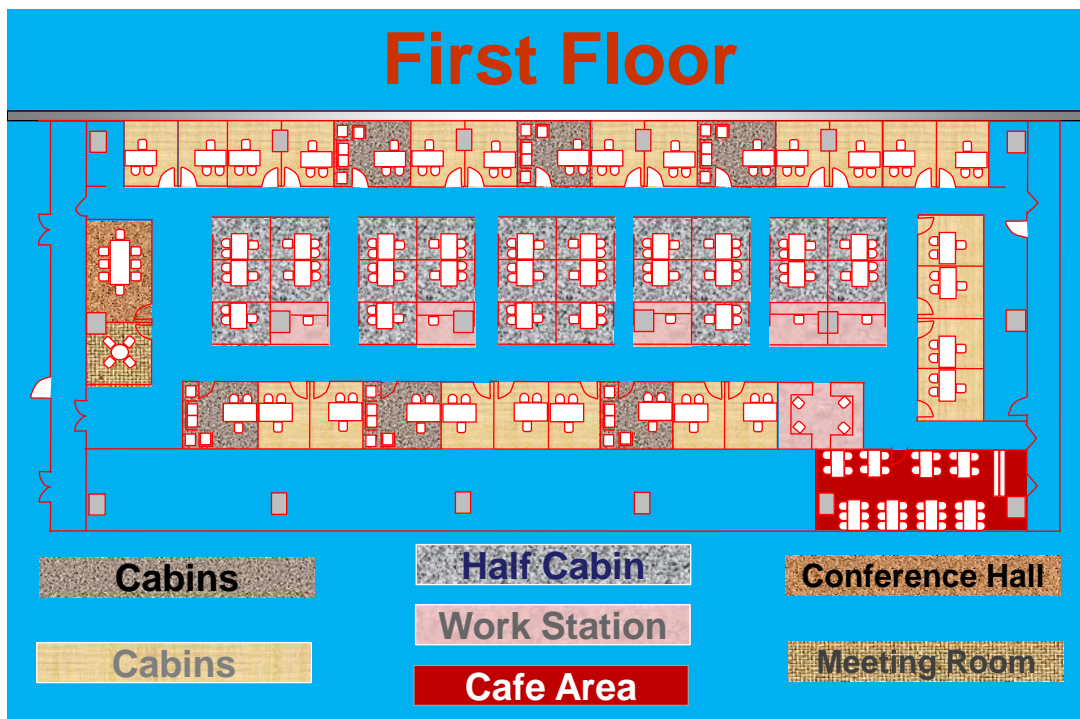 First Floor
Cabins
Half Cabin
Conference Hall
Work Station
Cabins
Meeting Room
Cafe Area